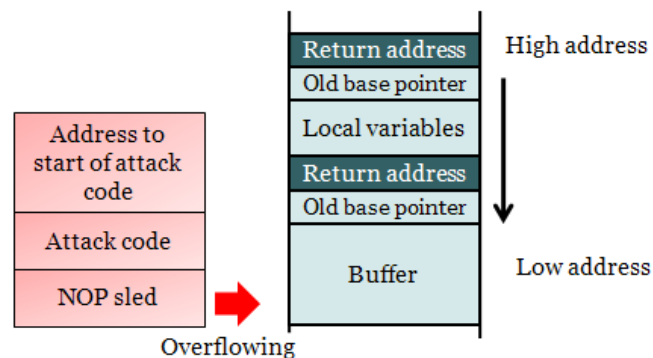 Return address
High address
Old base pointer
Local variables
Return address
Old base pointer
Buffer
Low address
Address to
start of attack
code
Attack code
NOP sled
Overflowing